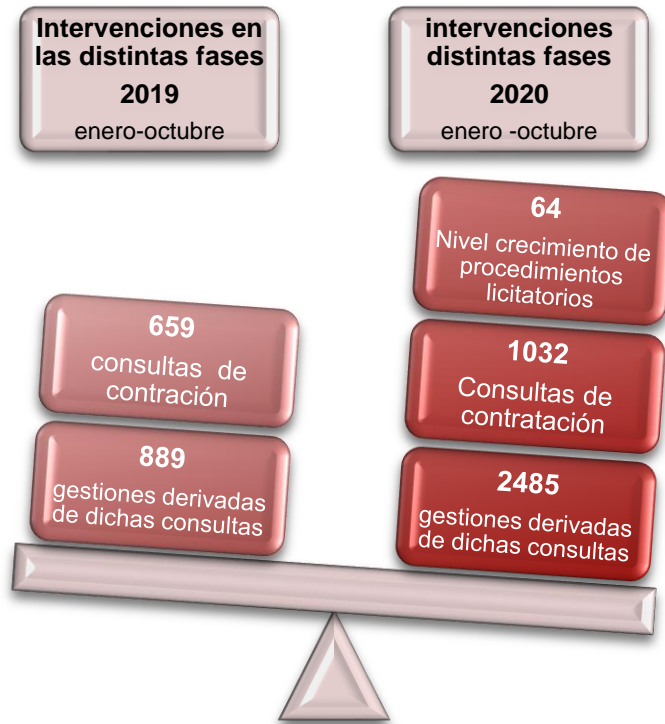 Intervenciones en
las distintas fases
2019
enero-octubre
intervenciones
distintas fases
2020
enero -octubre
659
consultas de
contración
889
gestiones derivadas
de dichas consultas
64
Nivel crecimiento de
procedimientos
licitatorios
1032
Consultas de
contratación
2485
gestiones derivadas
de dichas consultas